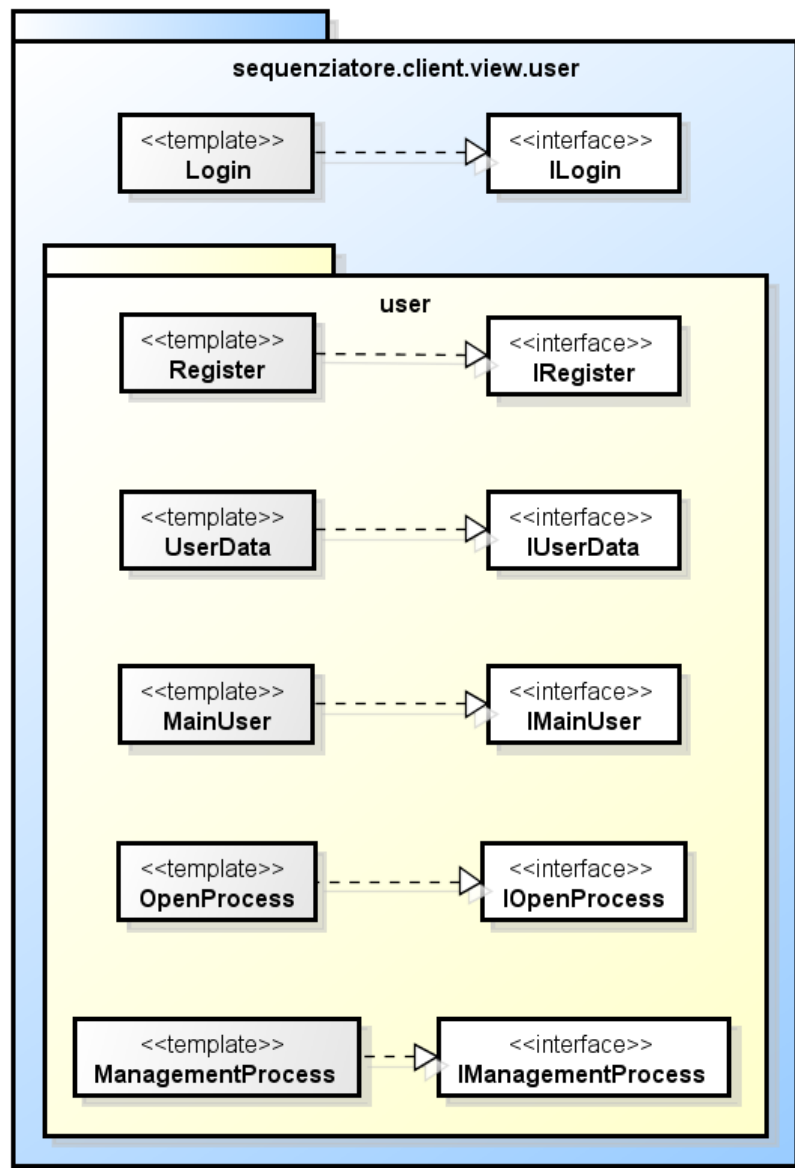 sequenziatore.client.view.user
<<template>>
Login
<<interface>>
ILogin
user
<<template>>
Register
<<interface>>
IRegister
<<template>>
UserData
<<interface>>
IUserData
<<template>>
MainUser
<<interface>>
IMainUser
<<template>>
OpenProcess
<<interface>>
IOpenProcess
<<template>>
ManagementProcess
<<interface>>
IManagementProcess